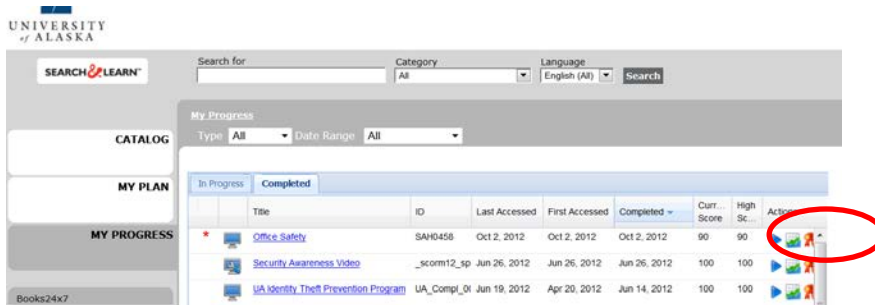 UNIVERSITY
of ALASKA
SEARCH & LEARN™
Search for
Category
Language
All
English (All)
Search
My Progress
Type All Date Range All
CATALOG
MY PLAN
MY PROGRESS
Books24x7
In Progress Completed
Title ID Last Accessed First Accessed Completed Curr... Score High Sc... Actions
* Office Safety SAH0456 Oct 2, 2012 Oct 2, 2012 Oct 2, 2012 90 90
Security Awareness Video _scorm12_sp Jun 26, 2012 Jun 26, 2012 Jun 26, 2012 100 100
UA Identity Theft Prevention Program UA_Compl_0( Jun 19, 2012 Apr 20, 2012 Jun 14, 2012 100 100